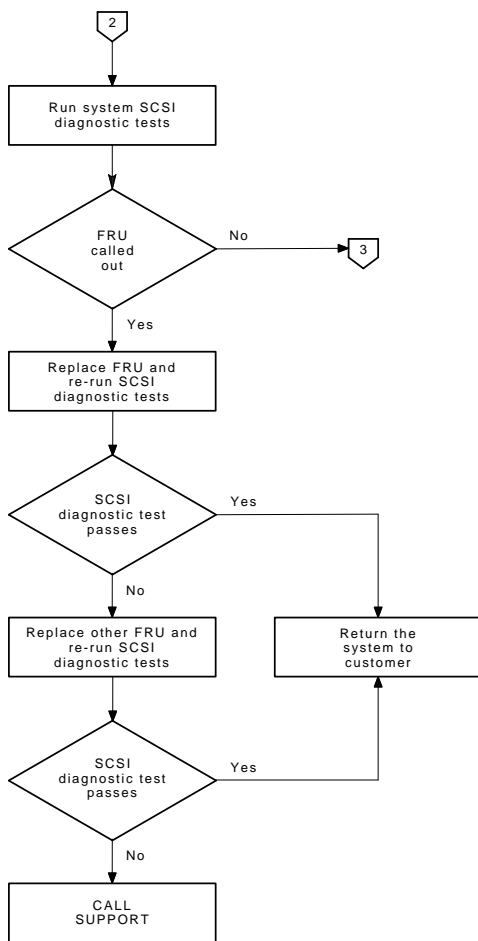 2
Run system SCSI
diagnostic tests
FRU
called
out
No
3
Yes
Replace FRU and
re-run SCSI
diagnostic tests
SCSI
diagnostic test
passes
Yes
No
Replace other FRU and
re-run SCSI
diagnostic tests
Return the
system to
customer
SCSI
diagnostic test
passes
Yes
No
CALL
SUPPORT